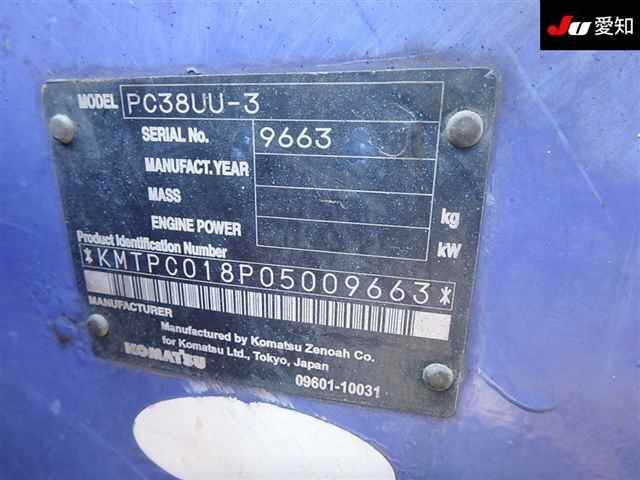 JU 愛知
MODEL PC38UU-3
SERIAL No. 9663
MANUFACT.YEAR
MASS kg
ENGINE POWER kW
Product Identification Number
*KMTPC018P05009663*
MANUFACTURER
Manufactured by Komatsu Zenoah Co.
for Komatsu Ltd., Tokyo, Japan
KOMATSU
09601-10031